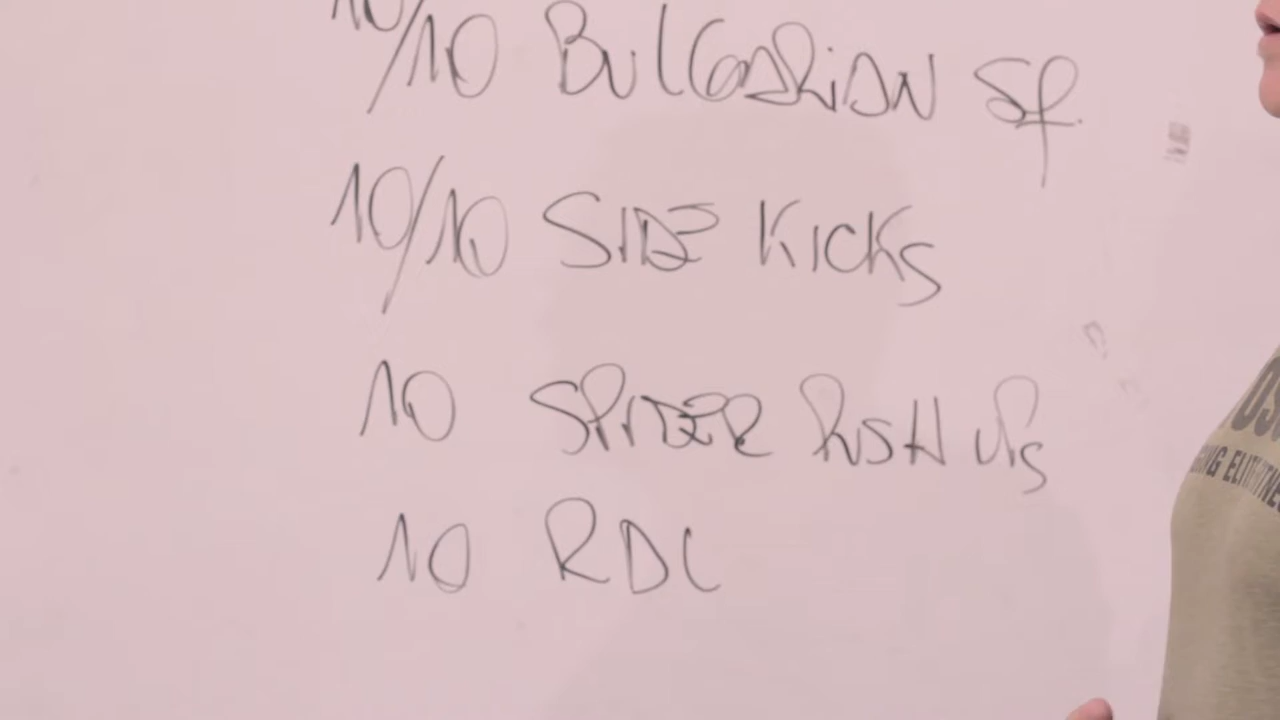 10/10 BULGARIAN SP.
10/10 SIDE KICKS
10 SPIDER PUSH UPS
10 RDL